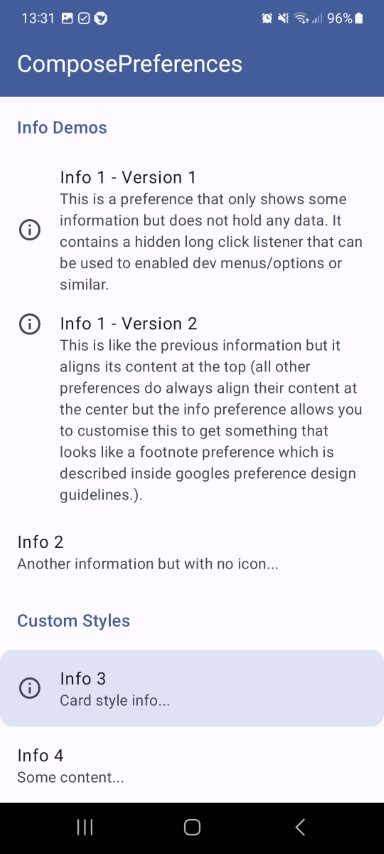 13:31 96%
ComposePreferences
Info Demos
Info 1 - Version 1
This is a preference that only shows some
information but does not hold any data. It
contains a hidden long click listener that can
be used to enabled dev menus/options or
similar.
Info 1 - Version 2
This is like the previous information but it
aligns its content at the top (all other
preferences do always align their content at
the center but the info preference allows you
to customise this to get something that
looks like a footnote preference which is
described inside googles preference design
guidelines.).
Info 2
Another information but with no icon...
Custom Styles
Info 3
Card style info...
Info 4
Some content...